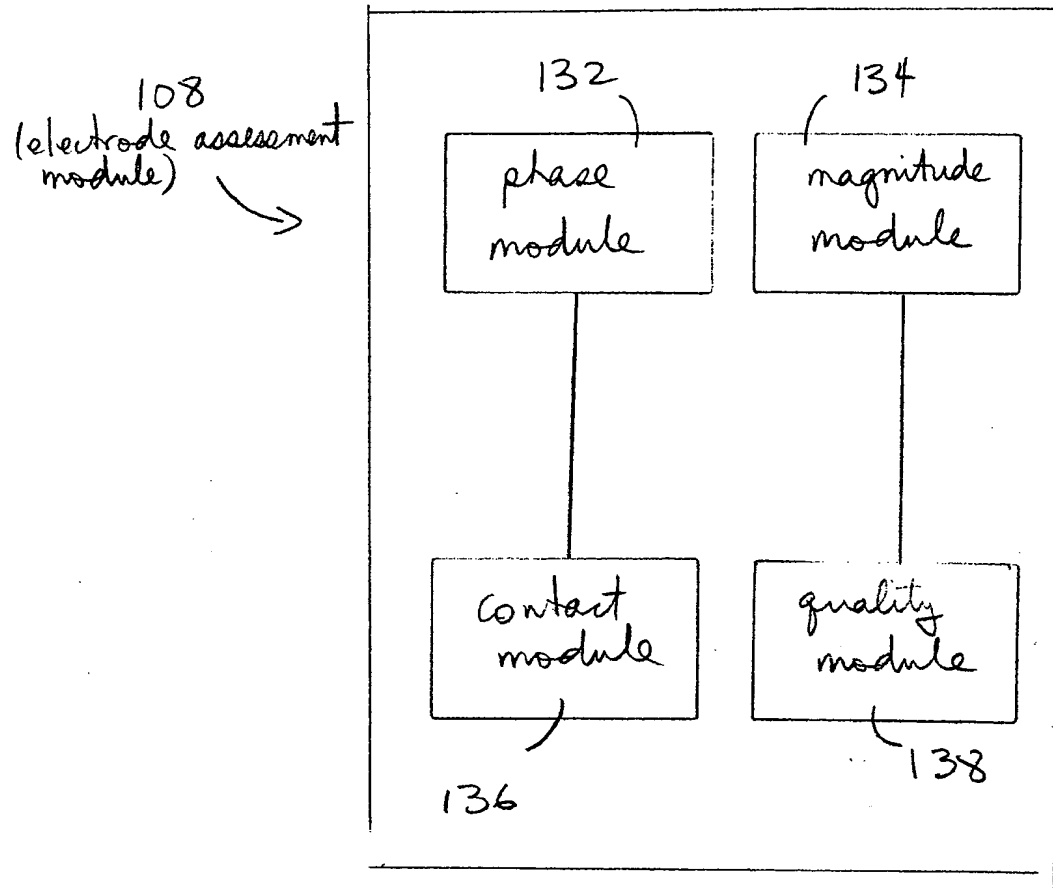 108
(electrode assessment
module)
132
phase
module
134
magnitude
module
contact
module
136
quality
module
138